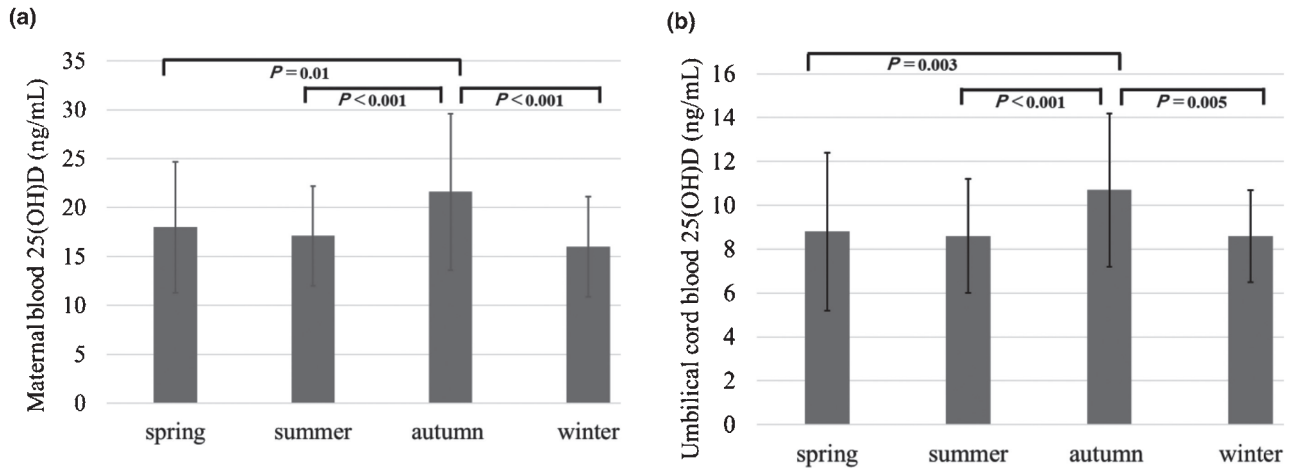 (a)
Maternal blood 25(OH)D (ng/mL)
35
30
25
20
15
10
5
0
P = 0.01
P < 0.001
P < 0.001
spring
summer
autumn
winter
(b)
Umbilical cord blood 25(OH)D (ng/mL)
16
14
12
10
8
6
4
2
0
P = 0.003
P < 0.001
P = 0.005
spring
summer
autumn
winter